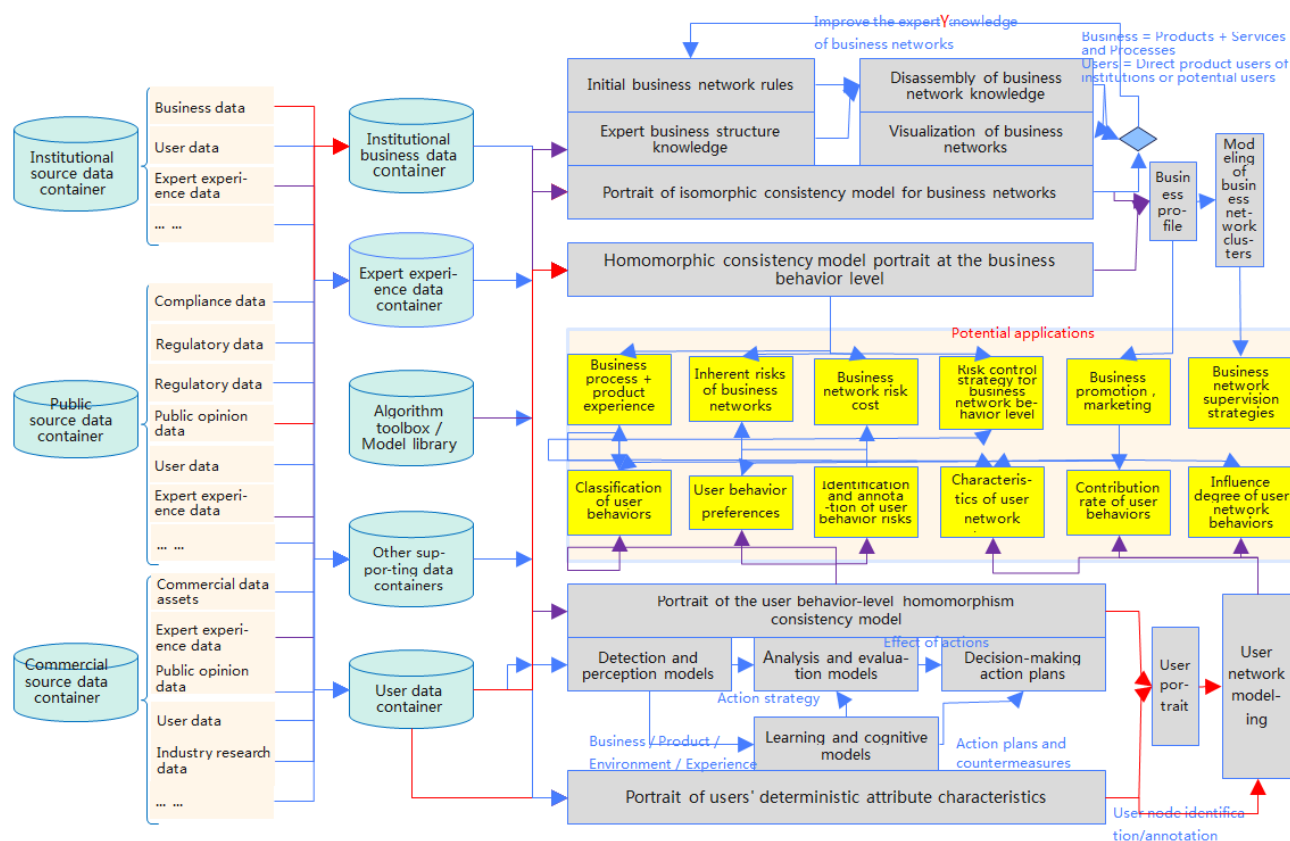 Improve the expertY knowledge
of business networks
Business = Products + Services
and Processes
Users = Direct product users of
institutions or potential users
Institutional
source data
container
Business data
User data
Expert experi-
ence data
... ...
Institutional
business data
container
Initial business network rules
Disassembly of business
network knowledge
Expert business structure
knowledge
Visualization of business
networks
Portrait of isomorphic consistency model for business networks
Busin
ess
pro-
file
Mod
eling
of
busin
ess
net-
work
clus-
ters
Expert experi-
ence data
container
Homomorphic consistency model portrait at the business
behavior level
Public
source data
container
Compliance data
Regulatory data
Regulatory data
Public opinion
data
User data
Expert experi-
ence data
... ...
Algorithm
toolbox /
Model library
Other sup-
por-ting data
containers
Potential applications
Business
process +
product
experience
Inherent risks
of business
networks
Business
network risk
cost
Risk control
strategy for
business
network be-
havior level
Business
promotion ,
marketing
Business
network
supervision
strategies
Classification
of user
behaviors
User behavior
preferences
Identification
and annota
-tion of user
behavior risks
Characteris-
tics of user
network
Contribution
rate of user
behaviors
Influence
degree of user
network
behaviors
Commercial
source data
container
Commercial data
assets
Expert experi-
ence data
Public opinion
data
User data
Industry research
data
... ...
User data
container
Portrait of the user behavior-level homomorphism
consistency model
Effect of actions
Detection and
perception models
Analysis and evalua-
tion models
Decision-making
action plans
Action strategy
Learning and cognitive
models
Business / Product /
Environment / Experience
Action plans and
countermeasures
Portrait of users' deterministic attribute characteristics
User
por-
trait
User
network
model-
ing
User node identifica
tion/annotation